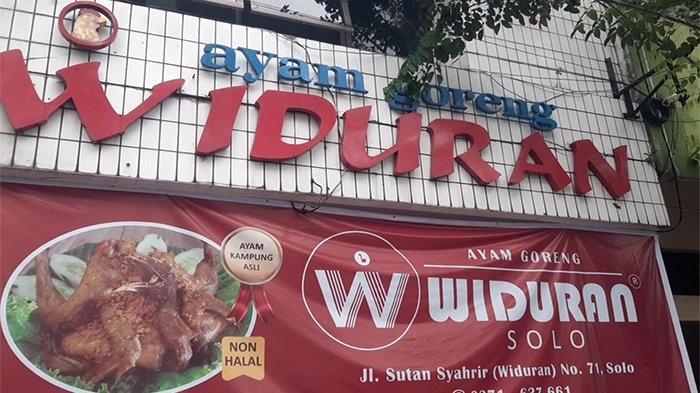 ayam goreng
WIDURAN
AYAM
KAMPUNG
ASLI
NON
HALAL
W
AYAM GORENG
WIDURAN®
SOLO
Jl. Sutan Syahrir (Widuran) No. 71, Solo